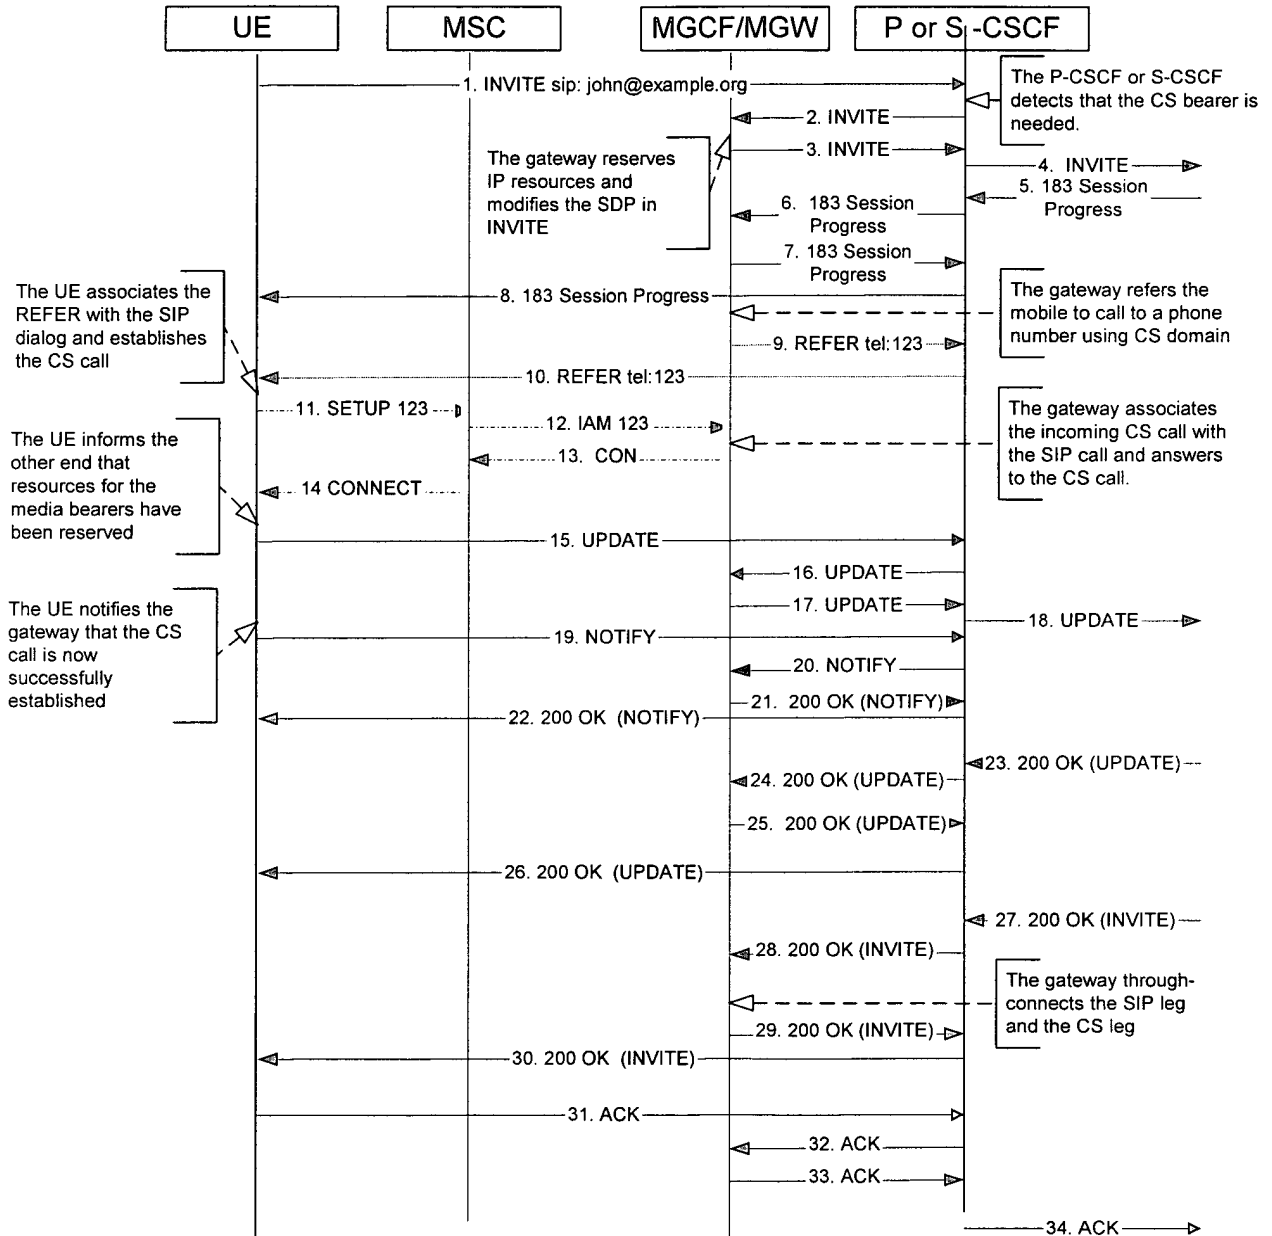 UE
MSC
MGCF/MGW
P or S -CSCF
1. INVITE sip: john@example.org
The P-CSCF or S-CSCF
detects that the CS bearer is
needed.
2. INVITE
3. INVITE
The gateway reserves
IP resources and
modifies the SDP in
INVITE
4. INVITE
5. 183 Session
Progress
6. 183 Session
Progress
7. 183 Session
Progress
8. 183 Session Progress
The UE associates the
REFER with the SIP
dialog and establishes
the CS call
The gateway refers the
mobile to call to a phone
number using CS domain
9. REFER tel:123
10. REFER tel:123
11. SETUP 123
12. IAM 123
The gateway associates
the incoming CS call with
the SIP call and answers
to the CS call.
13. CON
14 CONNECT
The UE informs the
other end that
resources for the
media bearers have
been reserved
15. UPDATE
16. UPDATE
17. UPDATE
18. UPDATE
The UE notifies the
gateway that the CS
call is now
successfully
established
19. NOTIFY
20. NOTIFY
21. 200 OK (NOTIFY)
22. 200 OK (NOTIFY)
23. 200 OK (UPDATE)
24. 200 OK (UPDATE)
25. 200 OK (UPDATE)
26. 200 OK (UPDATE)
27. 200 OK (INVITE)
28. 200 OK (INVITE)
The gateway through-
connects the SIP leg
and the CS leg
29. 200 OK (INVITE)
30. 200 OK (INVITE)
31. ACK
32. ACK
33. ACK
34. ACK